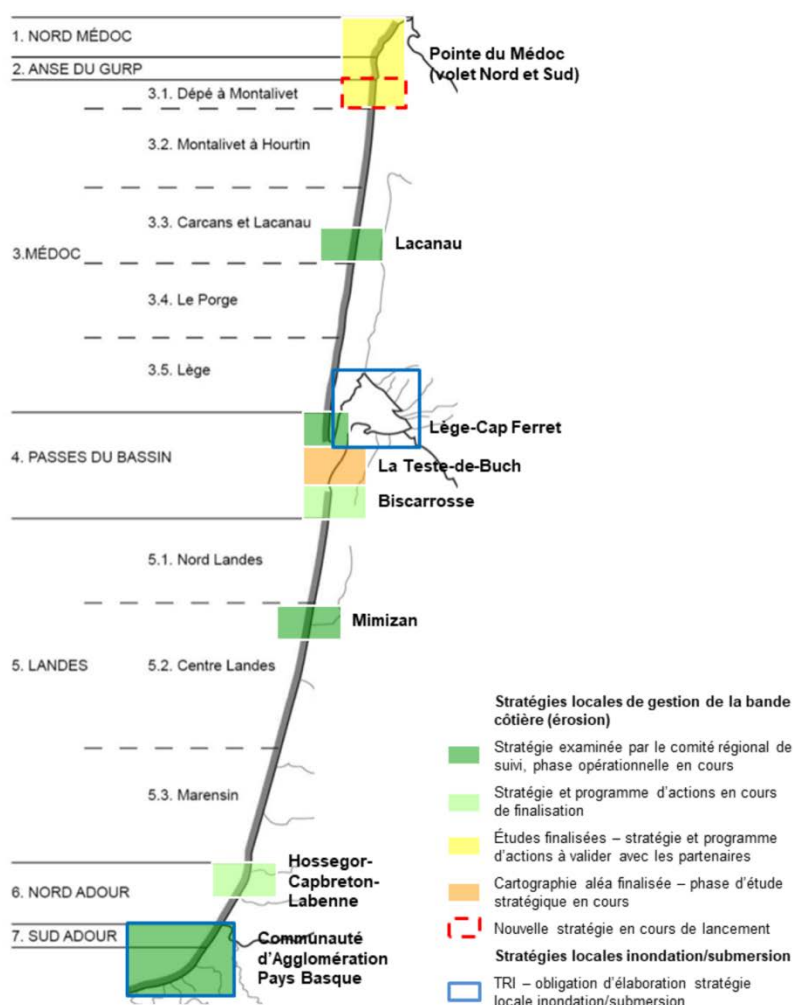 1. NORD MÉDOC
Pointe du Médoc
(volet Nord et Sud)
2. ANSE DU GURP
3.1. Dépé à Montalivet
3.2. Montalivet à Hourtin
3.3. Carcans et Lacanau
Lacanau
3.MÉDOC
3.4. Le Porge
3.5. Lège
Lège-Cap Ferret
4. PASSES DU BASSIN
La Teste-de-Buch
Biscarrosse
5.1. Nord Landes
Mimizan
5. LANDES
5.2. Centre Landes
5.3. Marensin
Hossegor-
Capbreton-
Labenne
6. NORD ADOUR
7. SUD ADOUR
Communauté
d'Agglomération
Pays Basque
Stratégies locales de gestion de la bande
côtière (érosion)
Stratégie examinée par le comité régional de
suivi, phase opérationnelle en cours
Stratégie et programme d'actions en cours
de finalisation
Études finalisées – stratégie et programme
d'actions à valider avec les partenaires
Cartographie aléa finalisée – phase d'étude
stratégique en cours
Nouvelle stratégie en cours de lancement
Stratégies locales inondation/submersion
TRI – obligation d'élaboration stratégie
locale inondation/submersion